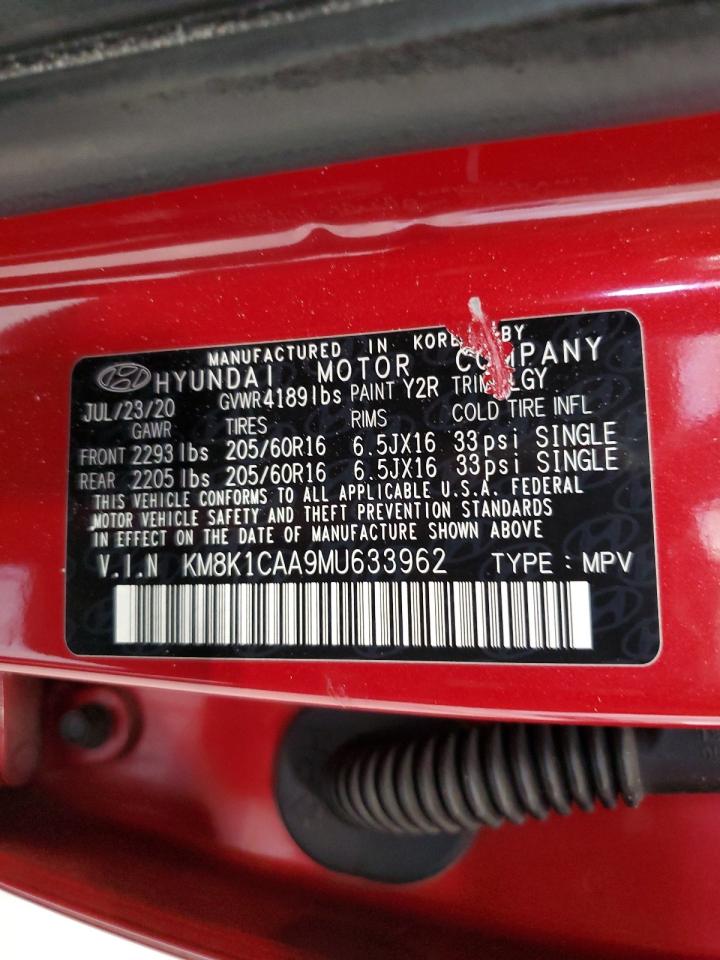 MANUFACTURED IN KOREA BY
HYUNDAI MOTOR COMPANY
JUL/23/20 GVWR 4189 lbs PAINT Y2R TRIM LGY
GAWR TIRES RIMS COLD TIRE INFL
FRONT 2293 lbs 205/60R16 6.5JX16 33psi SINGLE
REAR 2205 lbs 205/60R16 6.5JX16 33psi SINGLE
THIS VEHICLE CONFORMS TO ALL APPLICABLE U.S.A. FEDERAL
MOTOR VEHICLE SAFETY AND THEFT PREVENTION STANDARDS
IN EFFECT ON THE DATE OF MANUFACTURE SHOWN ABOVE
V.I.N KM8K1CAA9MU633962 TYPE : MPV